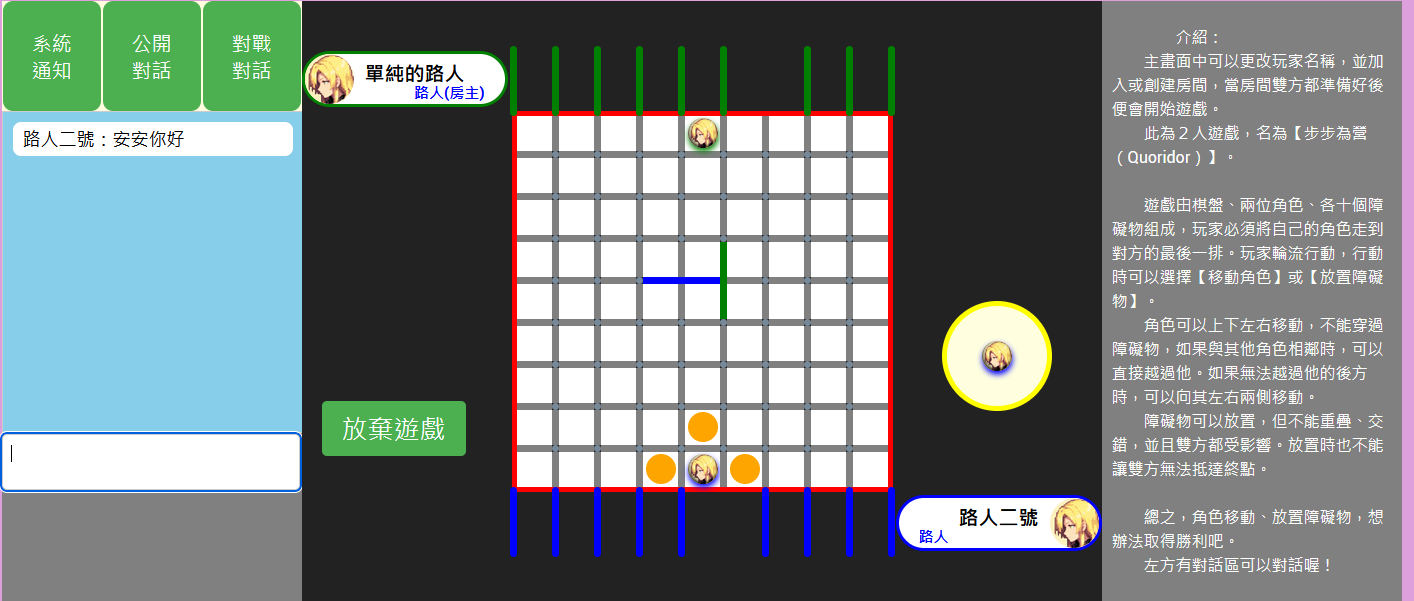 系統
通知
公開
對話
對戰
對話
路人二號：安安你好
單純的路人
路人(房主)
放棄遊戲
路人二號
路人
介紹：
主畫面中可以更改玩家名稱，並加
入或創建房間，當房間雙方都準備好後
便會開始遊戲。
此為２人遊戲，名為【步步為營
（Quoridor）】。
遊戲由棋盤、兩位角色、各十個障
礙物組成，玩家必須將自己的角色走到
對方的最後一排。玩家輪流行動，行動
時可以選擇【移動角色】或【放置障礙
物】。
角色可以上下左右移動，不能穿過
障礙物，如果與其他角色相鄰時，可以
直接越過他。如果無法越過他的後方
時，可以向其左右兩側移動。
障礙物可以放置，但不能重疊、交
錯，並且雙方都受影響。放置時也不能
讓雙方無法抵達終點。
總之，角色移動、放置障礙物，想
辦法取得勝利吧。
左方有對話區可以對話喔！